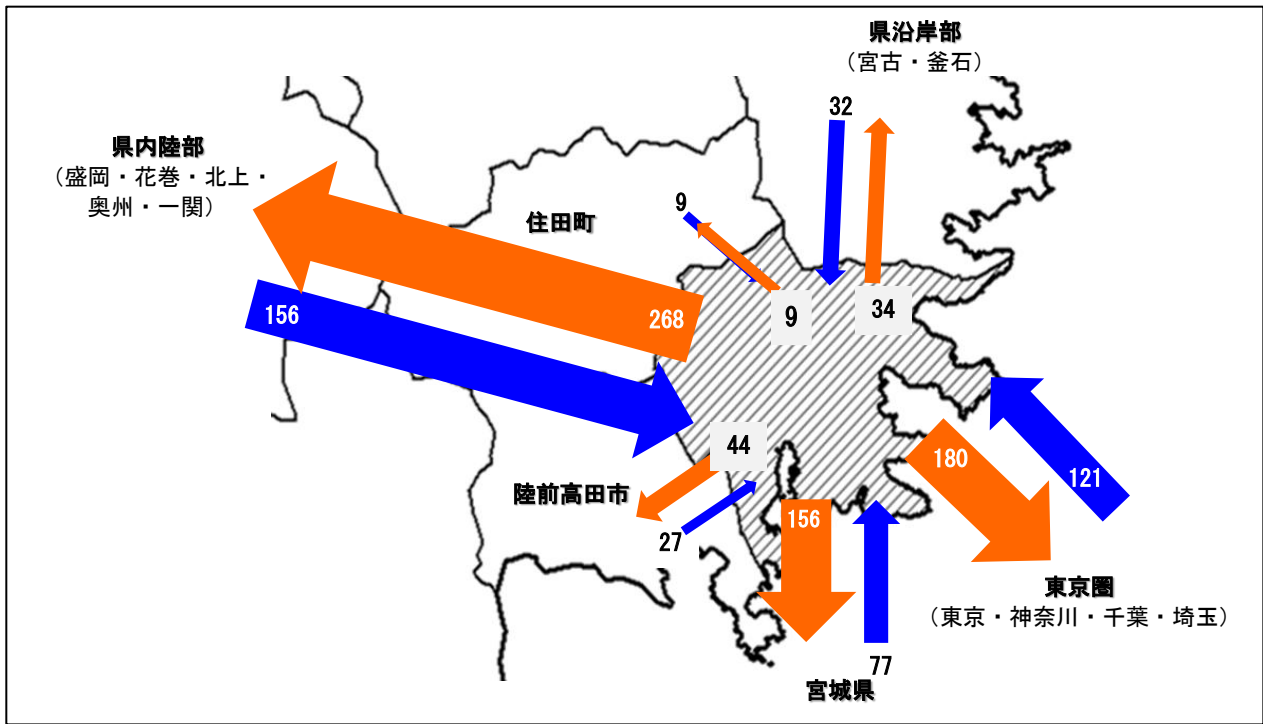 県沿岸部
（宮古・釜石）
32
県内陸部
（盛岡・花巻・北上・
奥州・一関）
9
住田町
156
268
9
34
44
180
121
陸前高田市
27
156
東京圏
（東京・神奈川・千葉・埼玉）
77
宮城県